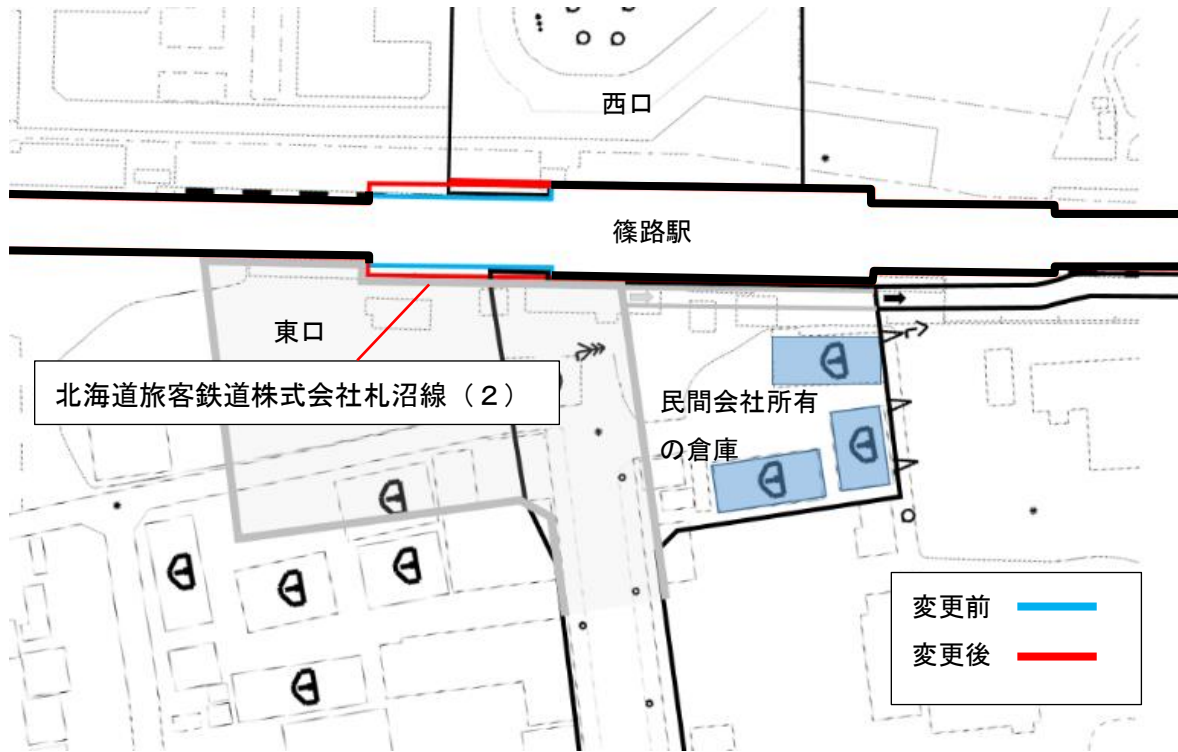 西口
篠路駅
東口
北海道旅客鉄道株式会社札沼線（２）
民間会社所有
の倉庫
変更前
変更後